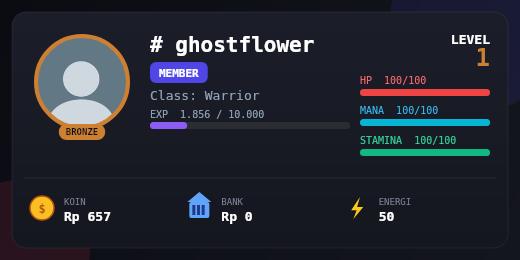 # ghostflower
MEMBER
Class: Warrior
EXP 1.856 / 10.000
BRONZE
LEVEL
1
HP 100/100
MANA 100/100
STAMINA 100/100
$
KOIN
Rp 657
BANK
Rp 0
ENERGI
50